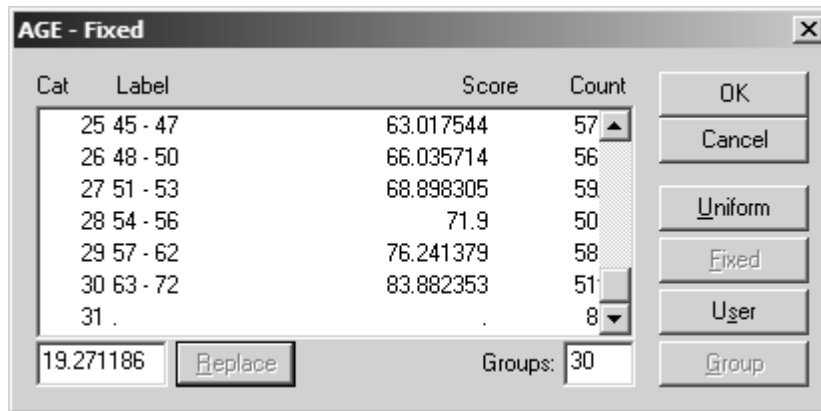 AGE - Fixed
Cat Label Score Count
25 45 - 47 63.017544 57
26 48 - 50 66.035714 56
27 51 - 53 68.898305 59
28 54 - 56 71.9 50
29 57 - 62 76.241379 58
30 63 - 72 83.882353 51
31 . . 8
19.271186 Replace Groups: 30
OK
Cancel
Uniform
Fixed
User
Group